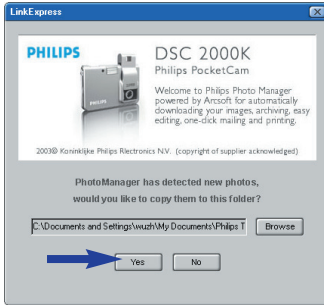 LinkExpress
PHILIPS
DSC 2000K
Philips PocketCam
Welcome to Philips Photo Manager
powered by Arcsoft for automatically
downloading your images, archiving, easy
editing, one-click mailing and printing.
2003© Koninklijke Philips Rlectronics N.V. (copyright of supplier acknowledged)
PhotoManager has detected new photos,
would you like to copy them to this folder?
C:\Documents and Settings\wuzh\My Documents\Philips T
Browse
Yes
No